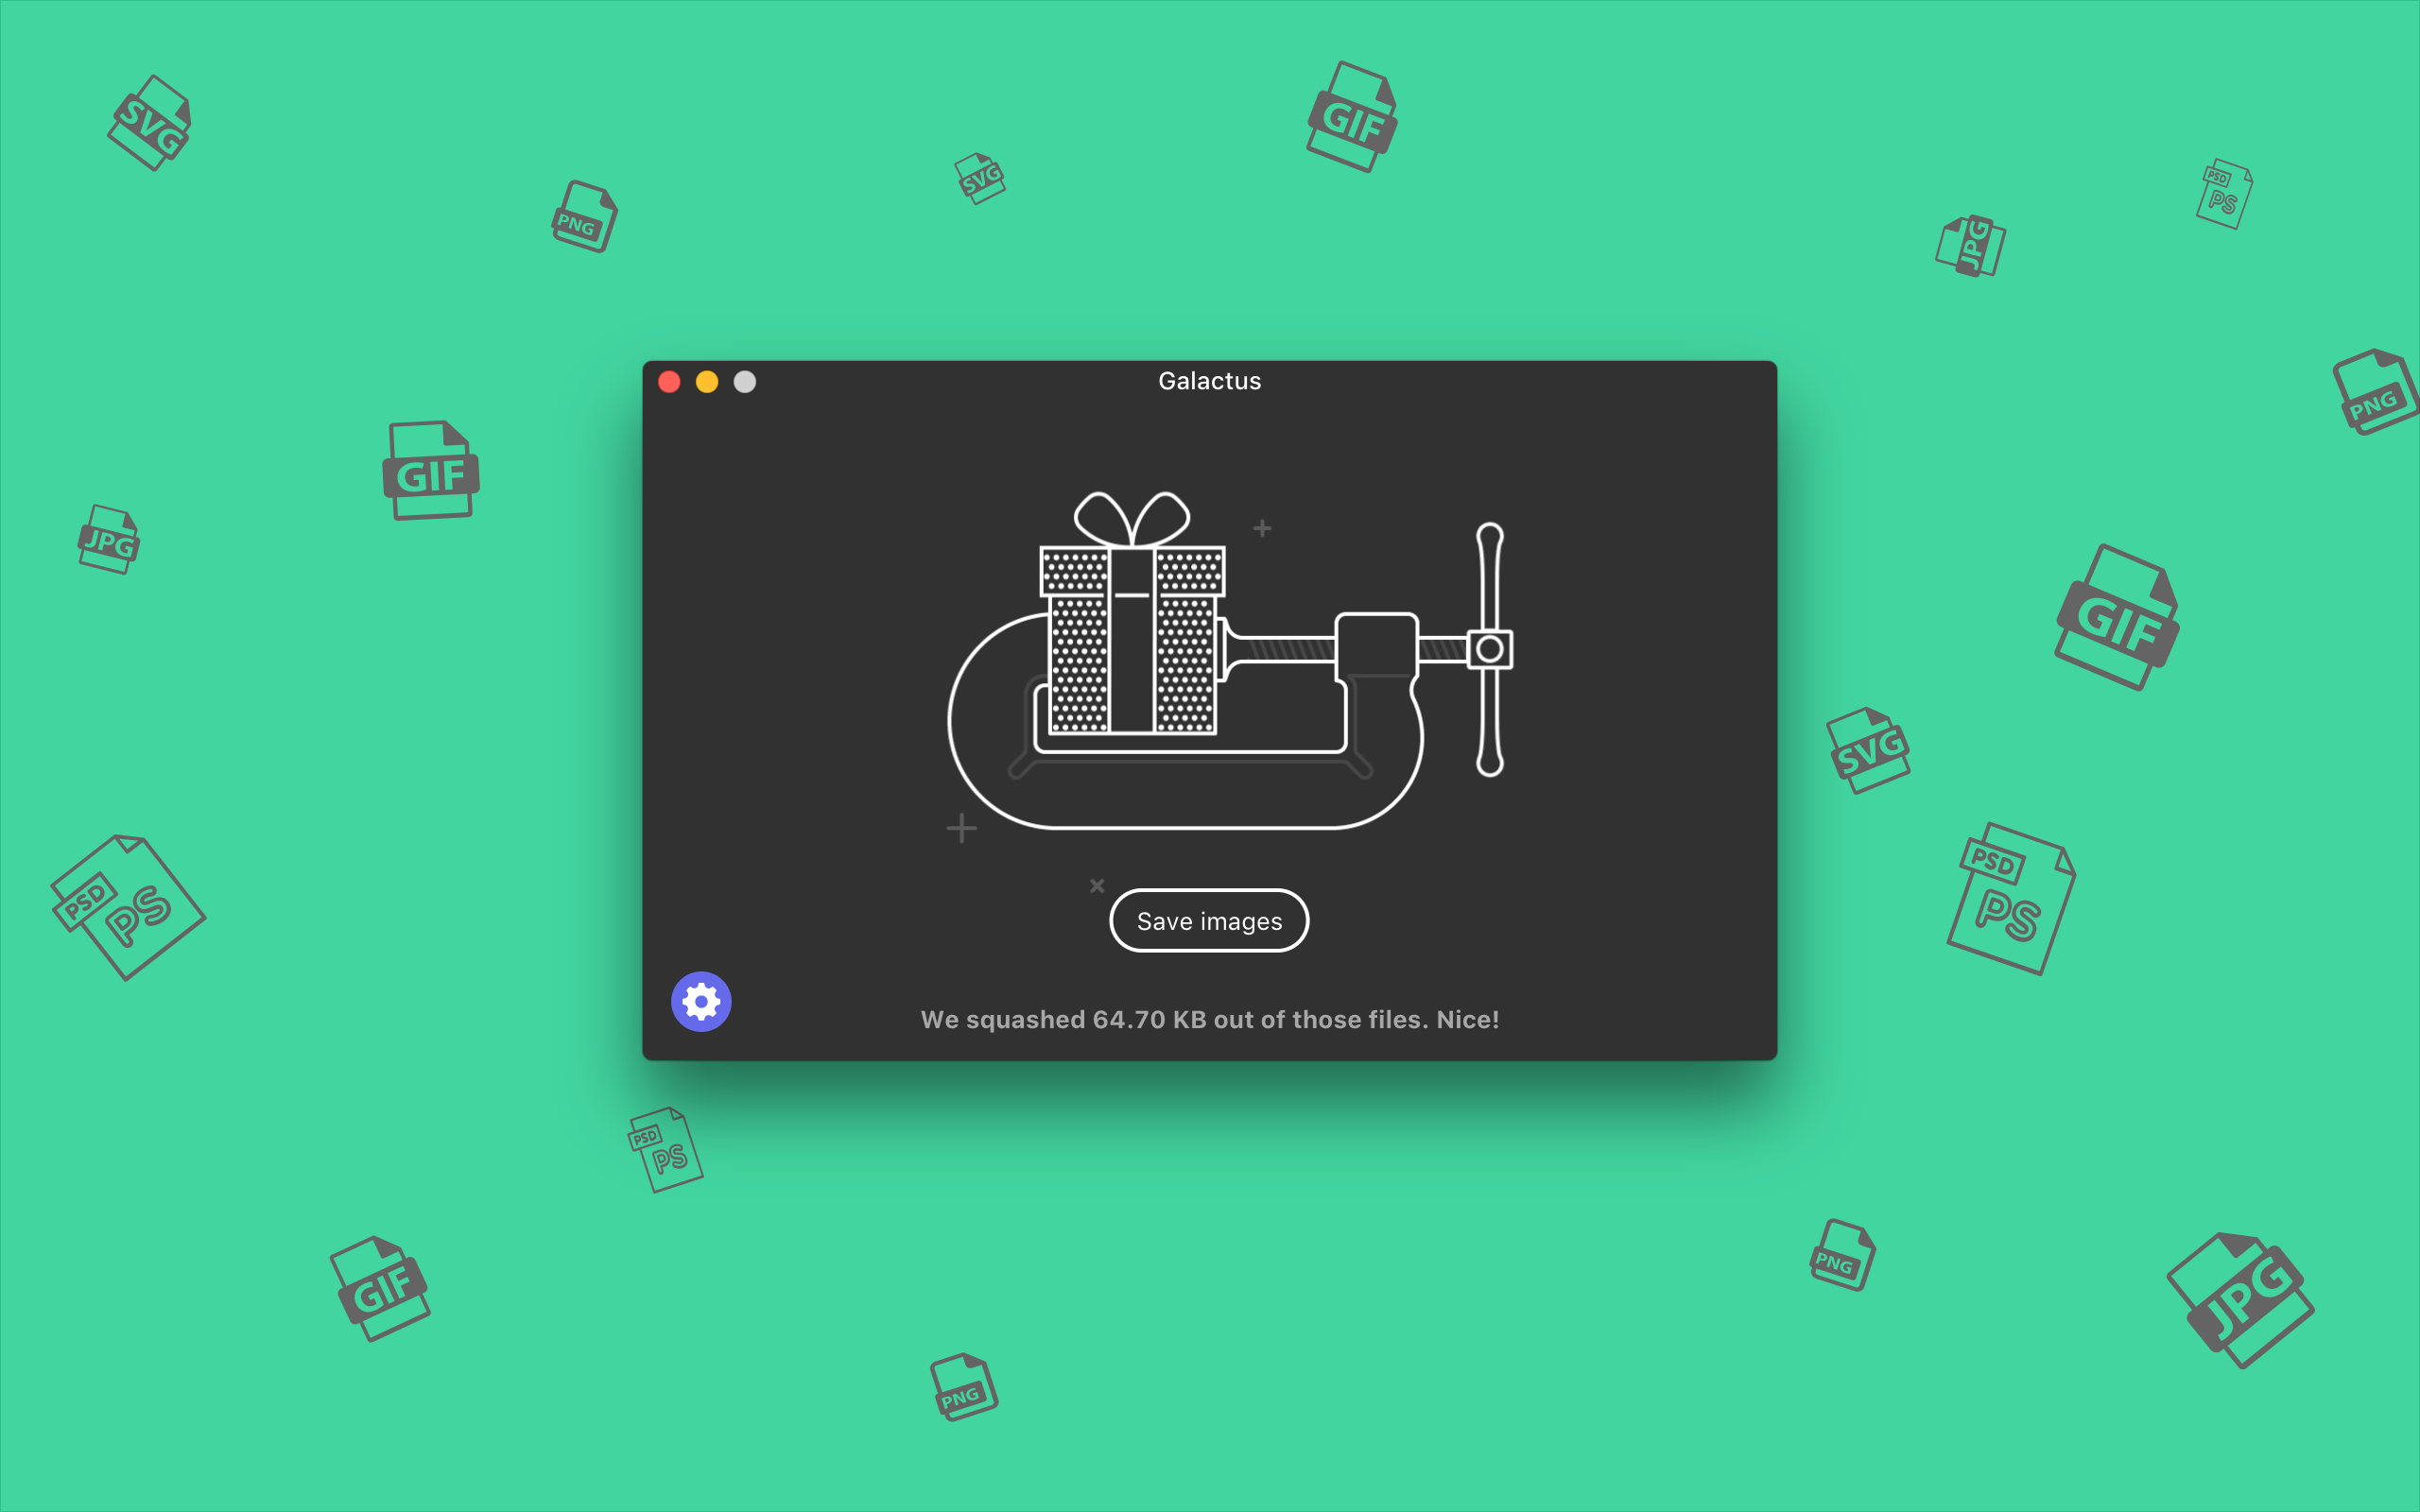 SVG
GIF
SVG
PSD
PS
PNG
JPG
PNG
Galactus
GIF
JPG
GIF
SVG
PSD
PS
PSD
PS
Save images
We squashed 64.70 KB out of those files. Nice!
PSD
PS
PNG
GIF
JPG
PNG